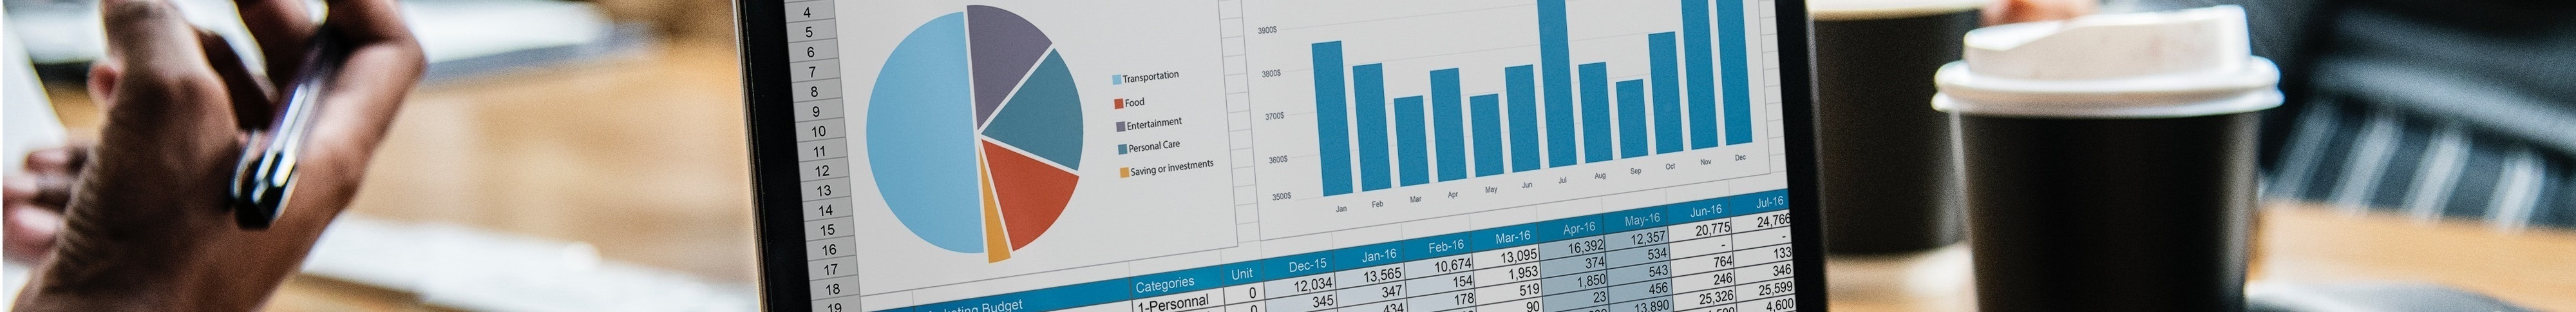 4
5
6
7
8
9
10
11
12
13
14
15
16
17
18
19
Transportation
Food
Entertainment
Personal Care
Saving or investments
3900$
3800$
3700$
3600$
3500$
Jan Feb Mar Apr May Jun Jul Aug Sep Oct Nov Dec
Categories Unit Dec-15 Jan-16 Feb-16 Mar-16 Apr-16 May-16 Jun-16 Jul-16
Budget 1-Personnal 0 12,034 13,565 10,674 13,095 16,392 12,357 20,775 24,766
0 345 347 154 1,953 374 534 - -
434 178 519 1,850 543 764 133
90 23 456 246 346
13,890 25,326 25,599
4,600